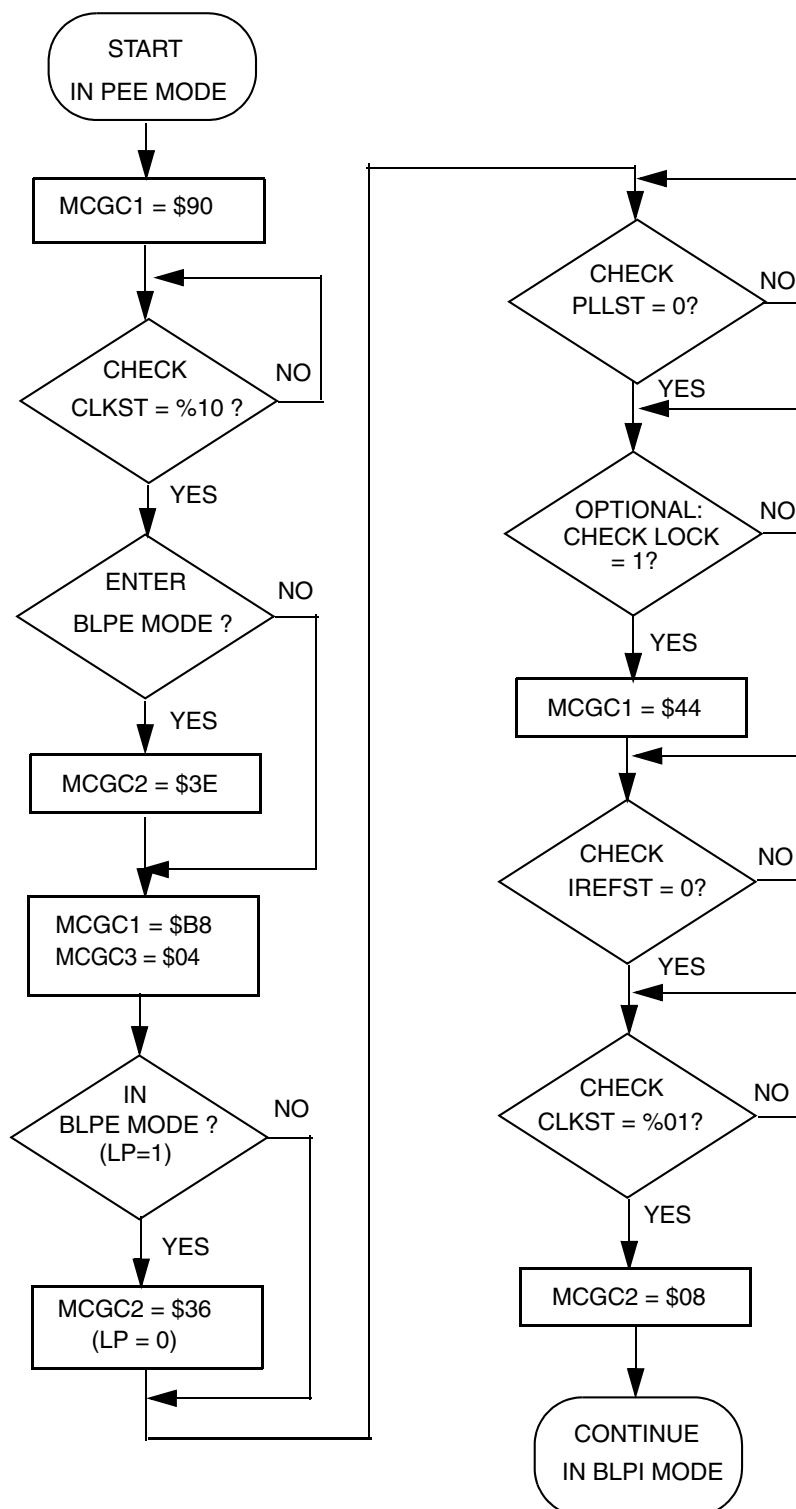 START
IN PEE MODE
MCGC1 = $90
CHECK
CLKST = %10 ?
NO
YES
ENTER
BLPE MODE ?
NO
YES
MCGC2 = $3E
MCGC1 = $B8
MCGC3 = $04
IN
BLPE MODE ?
(LP=1)
NO
YES
MCGC2 = $36
(LP = 0)
CHECK
PLLST = 0?
NO
YES
OPTIONAL:
CHECK LOCK
= 1?
NO
YES
MCGC1 = $44
CHECK
IREFST = 0?
NO
YES
CHECK
CLKST = %01?
NO
YES
MCGC2 = $08
CONTINUE
IN BLPI MODE